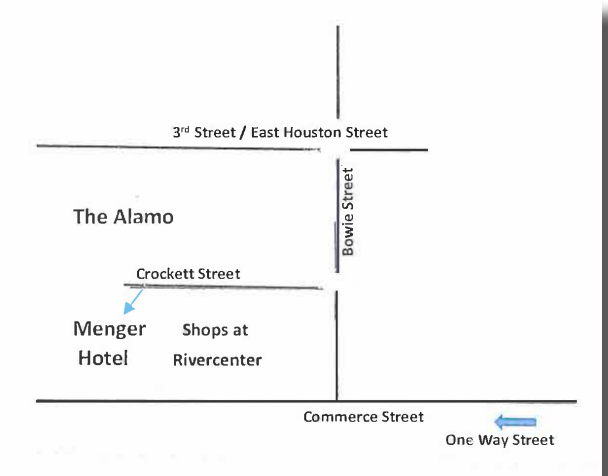 3rd Street / East Houston Street
Bowie Street
The Alamo
Crockett Street
Menger
Hotel
Shops at
Rivercenter
Commerce Street
One Way Street